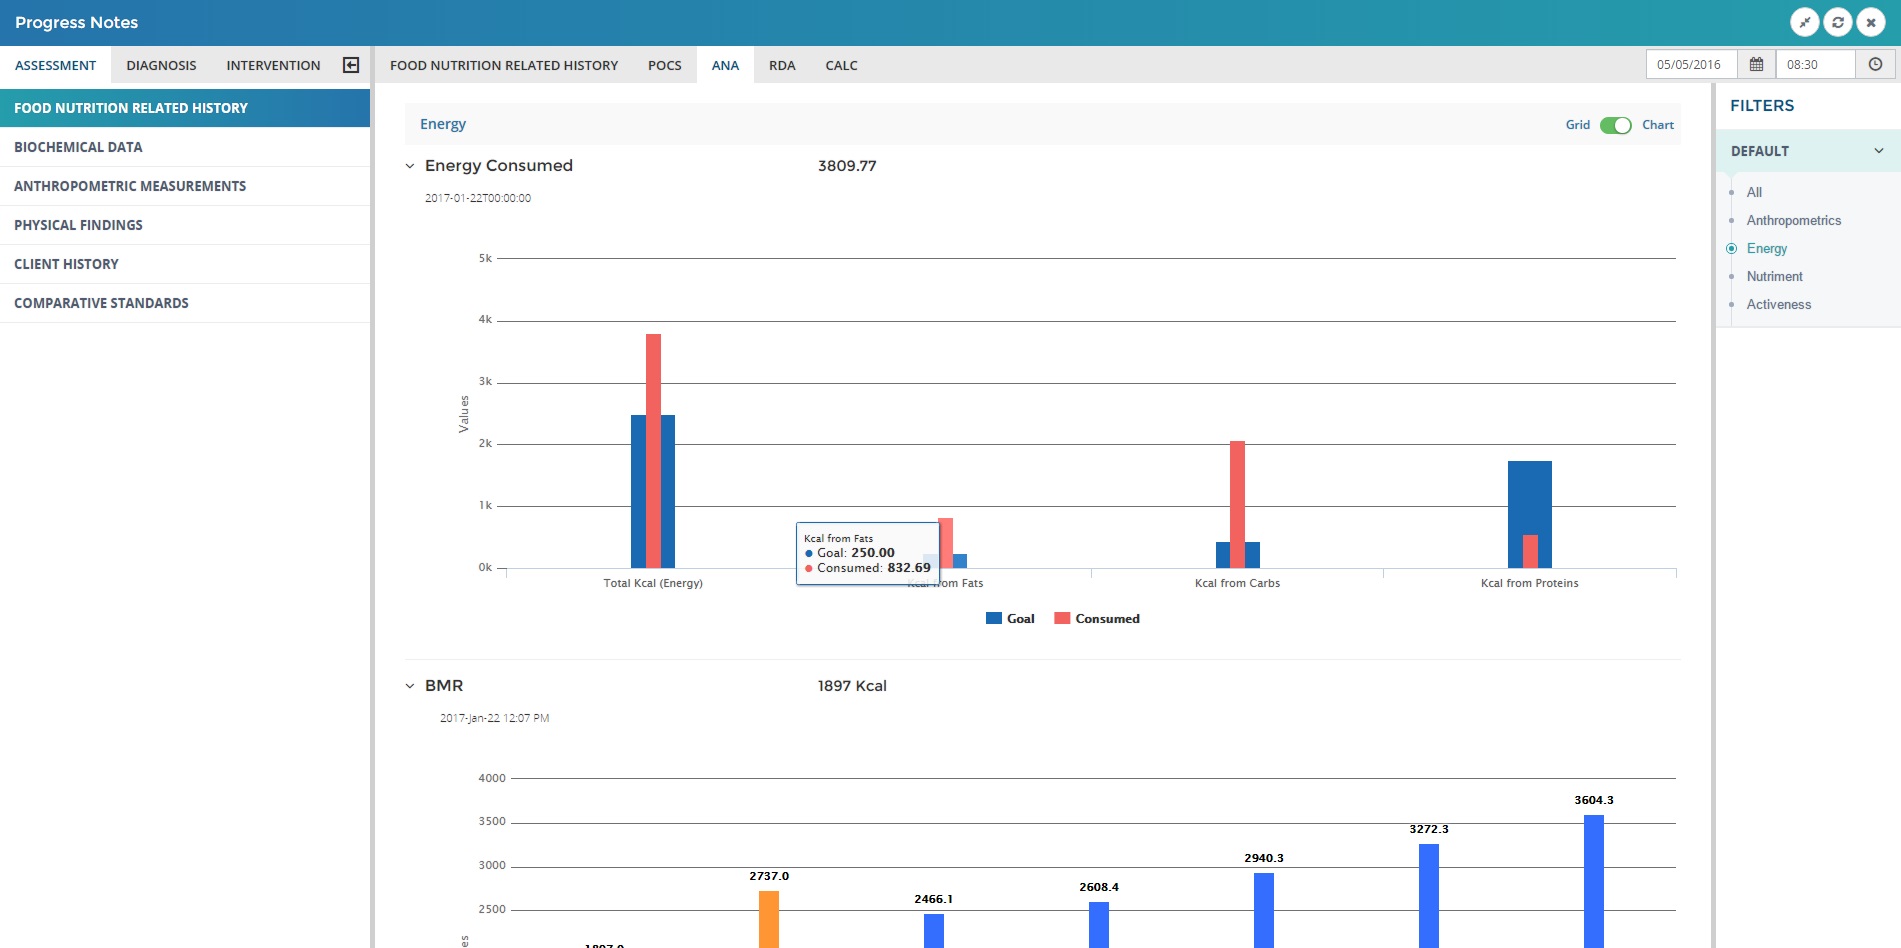 Progress Notes
ASSESSMENT DIAGNOSIS INTERVENTION
FOOD NUTRITION RELATED HISTORY POCS ANA RDA CALC
05/05/2016 08:30
FOOD NUTRITION RELATED HISTORY
BIOCHEMICAL DATA
ANTHROPOMETRIC MEASUREMENTS
PHYSICAL FINDINGS
CLIENT HISTORY
COMPARATIVE STANDARDS
Energy
Grid Chart
Energy Consumed 3809.77
2017-01-22T00:00:00
5k
4k
3k
2k
1k
0k
Values
Kcal from Fats
Goal: 250.00
Consumed: 832.69
Total Kcal (Energy) Kcal from Fats Kcal from Carbs Kcal from Proteins
Goal Consumed
BMR 1897 Kcal
2017-Jan-22 12:07 PM
4000
3500
3000
2500
2737.0
2466.1
2608.4
2940.3
3272.3
3604.3
FILTERS
DEFAULT
All
Anthropometrics
Energy
Nutriment
Activeness